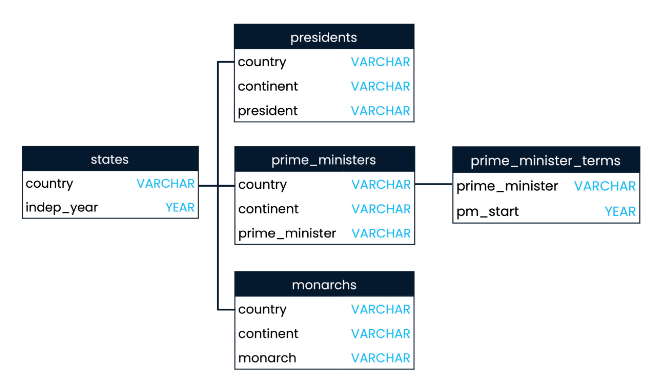 presidents
country VARCHAR
continent VARCHAR
president VARCHAR
states
country VARCHAR
indep_year YEAR
prime_ministers
country VARCHAR
continent VARCHAR
prime_minister VARCHAR
prime_minister_terms
prime_minister VARCHAR
pm_start YEAR
monarchs
country VARCHAR
continent VARCHAR
monarch VARCHAR